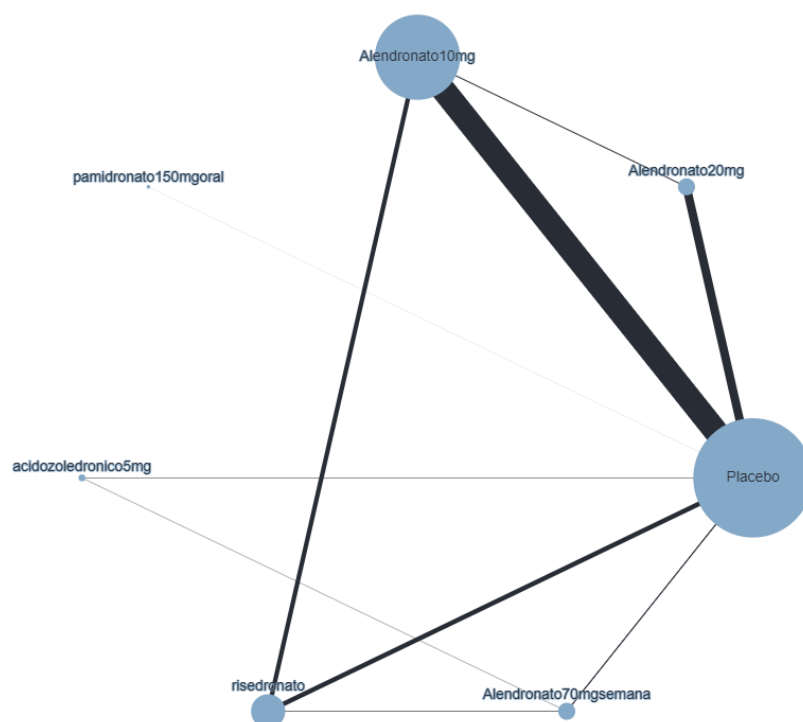 Alendronato10mg
Alendronato20mg
pamidronato150mgoral
acidozoledronico5mg
Placebo
risedronato
Alendronato70mgsemana